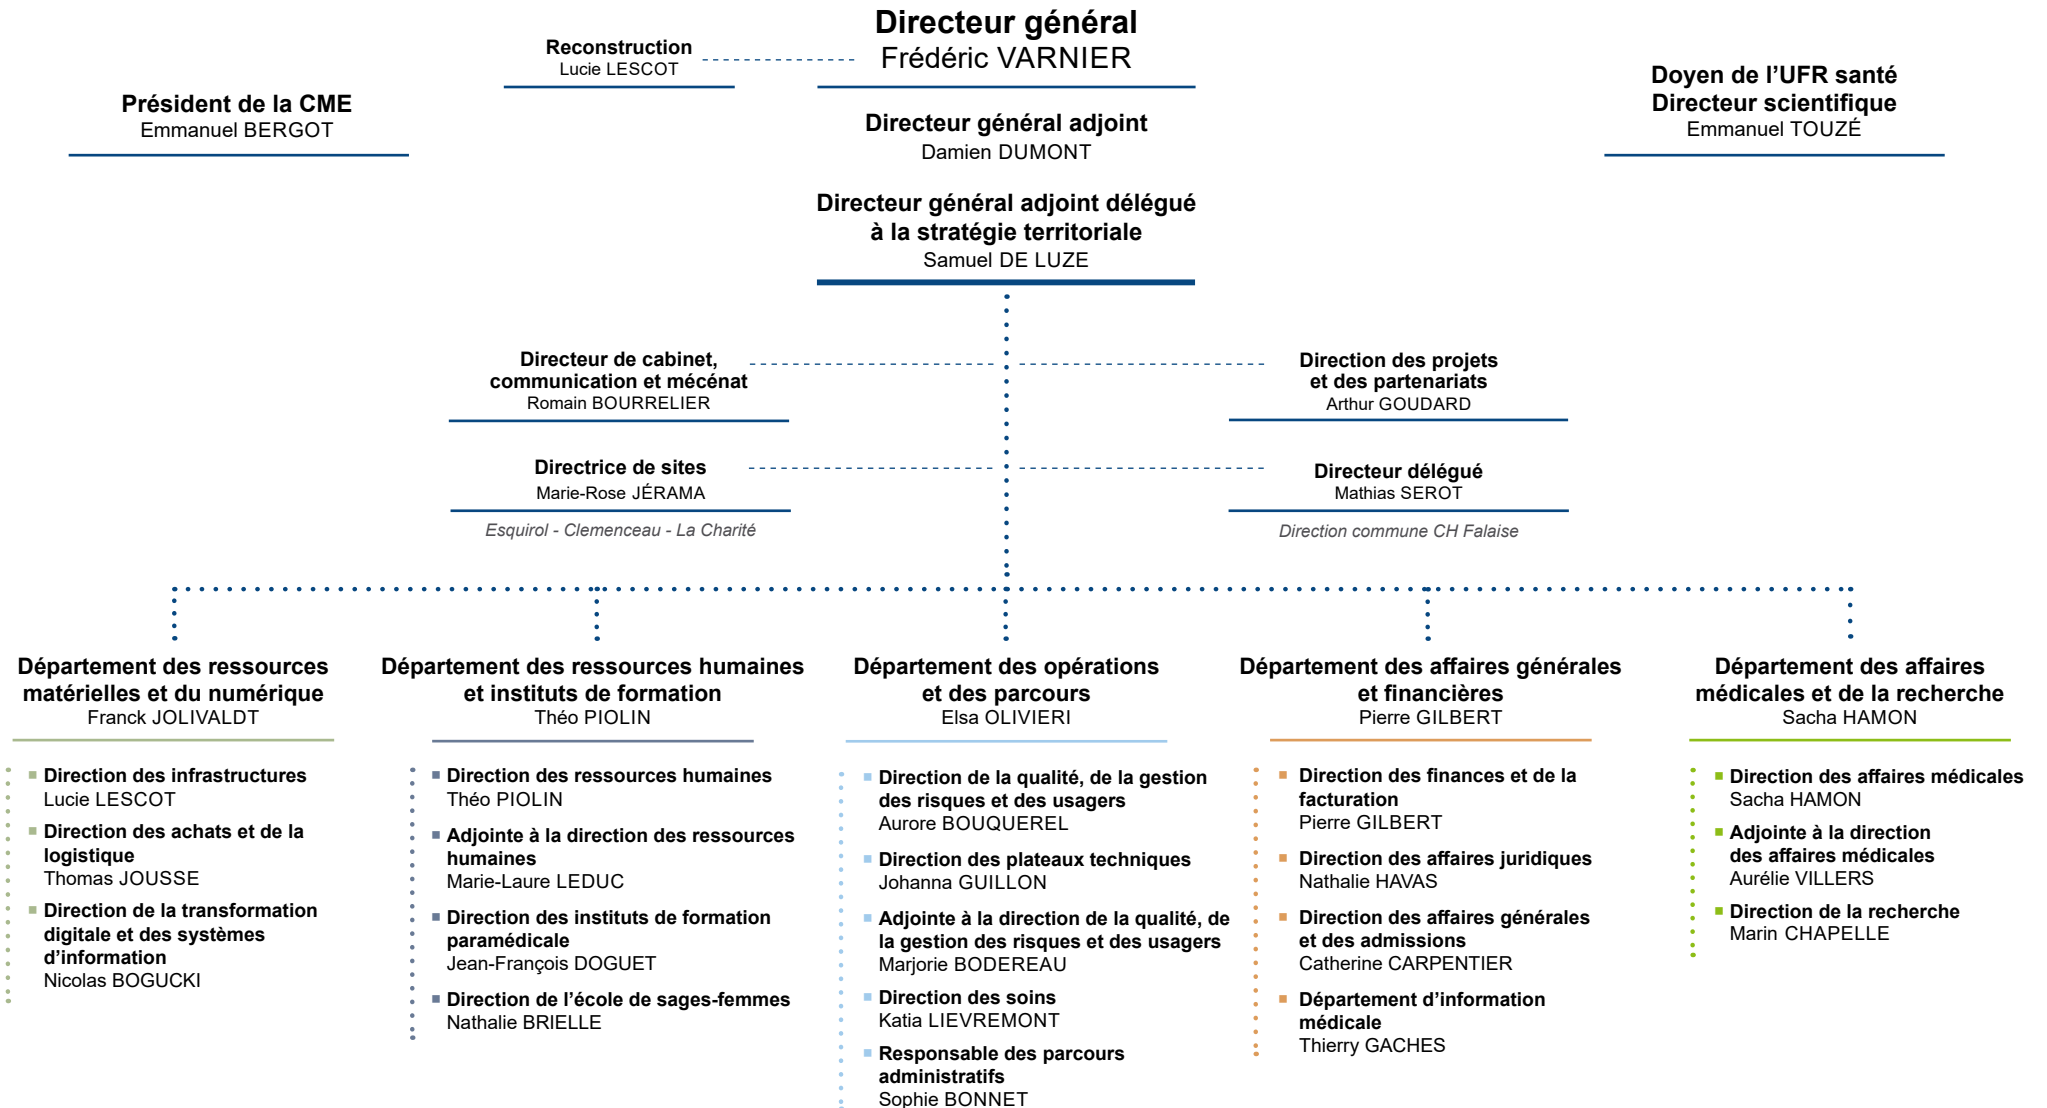 Directeur général
Frédéric VARNIER
Reconstruction
Lucie LESCOT
Président de la CME
Emmanuel BERGOT
Doyen de l’UFR santé
Directeur scientifique
Emmanuel TOUZÉ
Directeur général adjoint
Damien DUMONT
Directeur général adjoint délégué
à la stratégie territoriale
Samuel DE LUZE
Directeur de cabinet,
communication et mécénat
Romain BOURRELIER
Direction des projets
et des partenariats
Arthur GOUDARD
Directrice de sites
Marie-Rose JÉRAMA
Esquirol - Clemenceau - La Charité
Directeur délégué
Mathias SEROT
Direction commune CH Falaise
Département des ressources
matérielles et du numérique
Franck JOLIVALDT
Direction des infrastructures
Lucie LESCOT
Direction des achats et de la
logistique
Thomas JOUSSE
Direction de la transformation
digitale et des systèmes
d’information
Nicolas BOGUCKI
Département des ressources humaines
et instituts de formation
Théo PIOLIN
Direction des ressources humaines
Théo PIOLIN
Adjointe à la direction des ressources
humaines
Marie-Laure LEDUC
Direction des instituts de formation
paramédicale
Jean-François DOGUET
Direction de l’école de sages-femmes
Nathalie BRIELLE
Département des opérations
et des parcours
Elsa OLIVIERI
Direction de la qualité, de la gestion
des risques et des usagers
Aurore BOUQUEREL
Direction des plateaux techniques
Johanna GUILLON
Adjointe à la direction de la qualité, de
la gestion des risques et des usagers
Marjorie BODEREAU
Direction des soins
Katia LIEVREMONT
Responsable des parcours
administratifs
Sophie BONNET
Département des affaires générales
et financières
Pierre GILBERT
Direction des finances et de la
facturation
Pierre GILBERT
Direction des affaires juridiques
Nathalie HAVAS
Direction des affaires générales
et des admissions
Catherine CARPENTIER
Département d’information
médicale
Thierry GACHES
Département des affaires
médicales et de la recherche
Sacha HAMON
Direction des affaires médicales
Sacha HAMON
Adjointe à la direction
des affaires médicales
Aurélie VILLERS
Direction de la recherche
Marin CHAPELLE